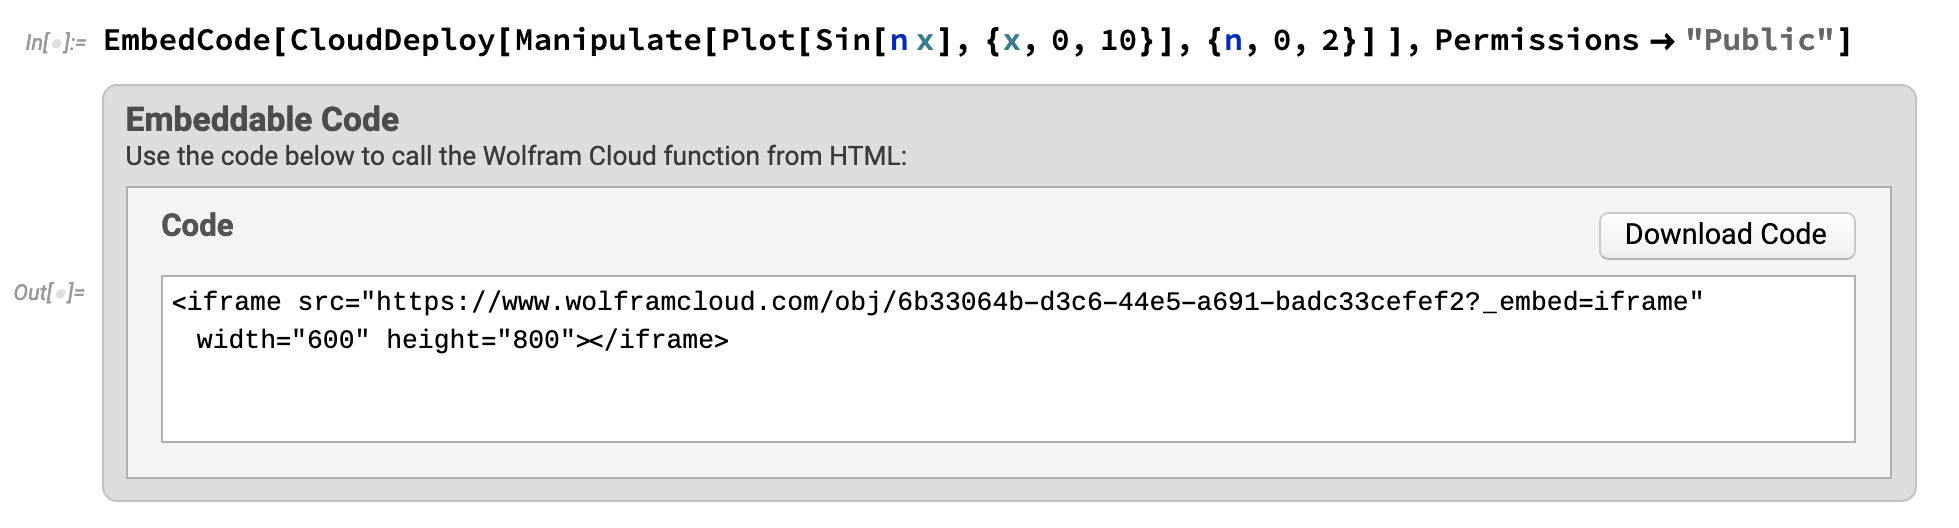 In[•]:= EmbedCode[CloudDeploy[Manipulate[Plot[Sin[n x], {x, 0, 10}], {n, 0, 2}] ], Permissions → "Public"]
Embeddable Code
Use the code below to call the Wolfram Cloud function from HTML:
Code
Download Code
Out[•]=
<iframe src="https://www.wolframcloud.com/obj/6b33064b-d3c6-44e5-a691-badc33cefef2?_embed=iframe"
width="600" height="800"></iframe>